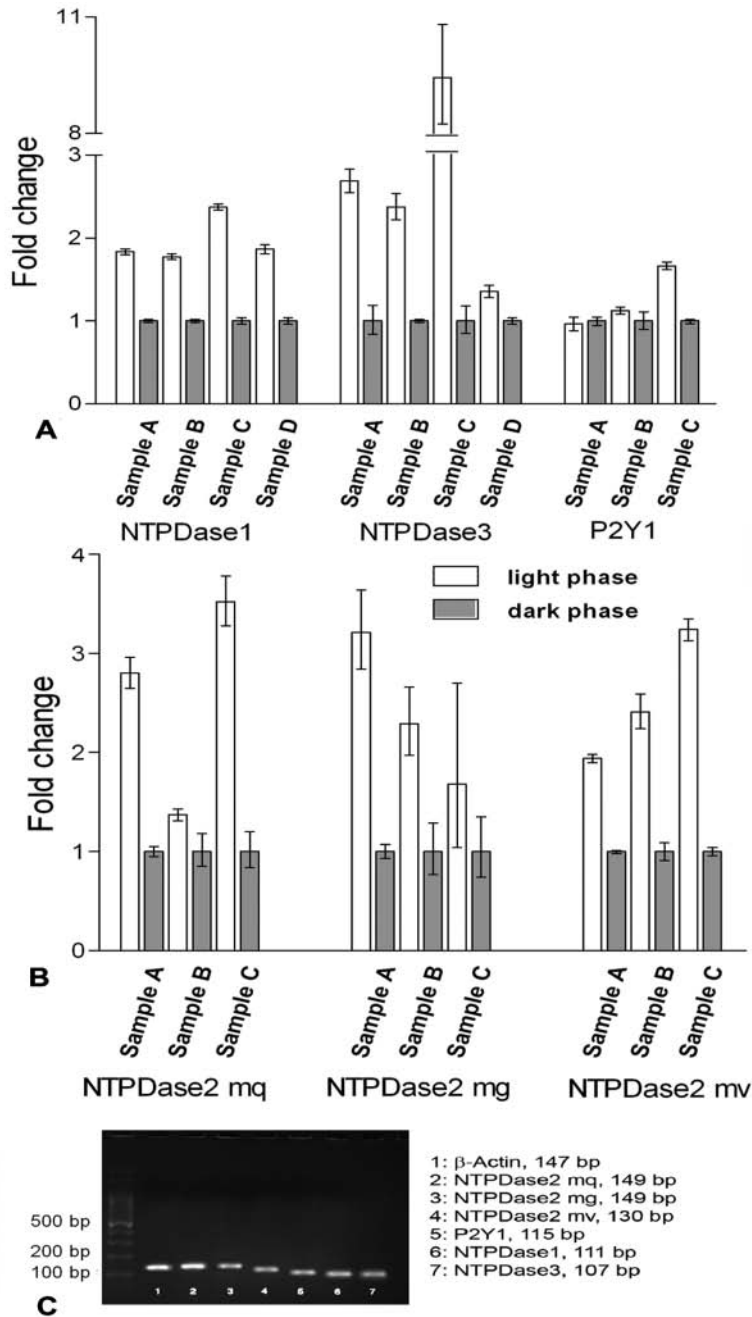 11
8
3
2
1
0
Fold change
A
Sample A Sample B Sample C Sample D Sample A Sample B Sample C Sample D Sample A Sample B Sample C
NTPDase1 NTPDase3 P2Y1
4
3
2
1
0
Fold change
light phase
dark phase
B
Sample A Sample B Sample C Sample A Sample B Sample C Sample A Sample B Sample C
NTPDase2 mq NTPDase2 mg NTPDase2 mv
500 bp
200 bp
100 bp
1 2 3 4 5 6 7
C
1: β-Actin, 147 bp
2: NTPDase2 mq, 149 bp
3: NTPDase2 mg, 149 bp
4: NTPDase2 mv, 130 bp
5: P2Y1, 115 bp
6: NTPDase1, 111 bp
7: NTPDase3, 107 bp